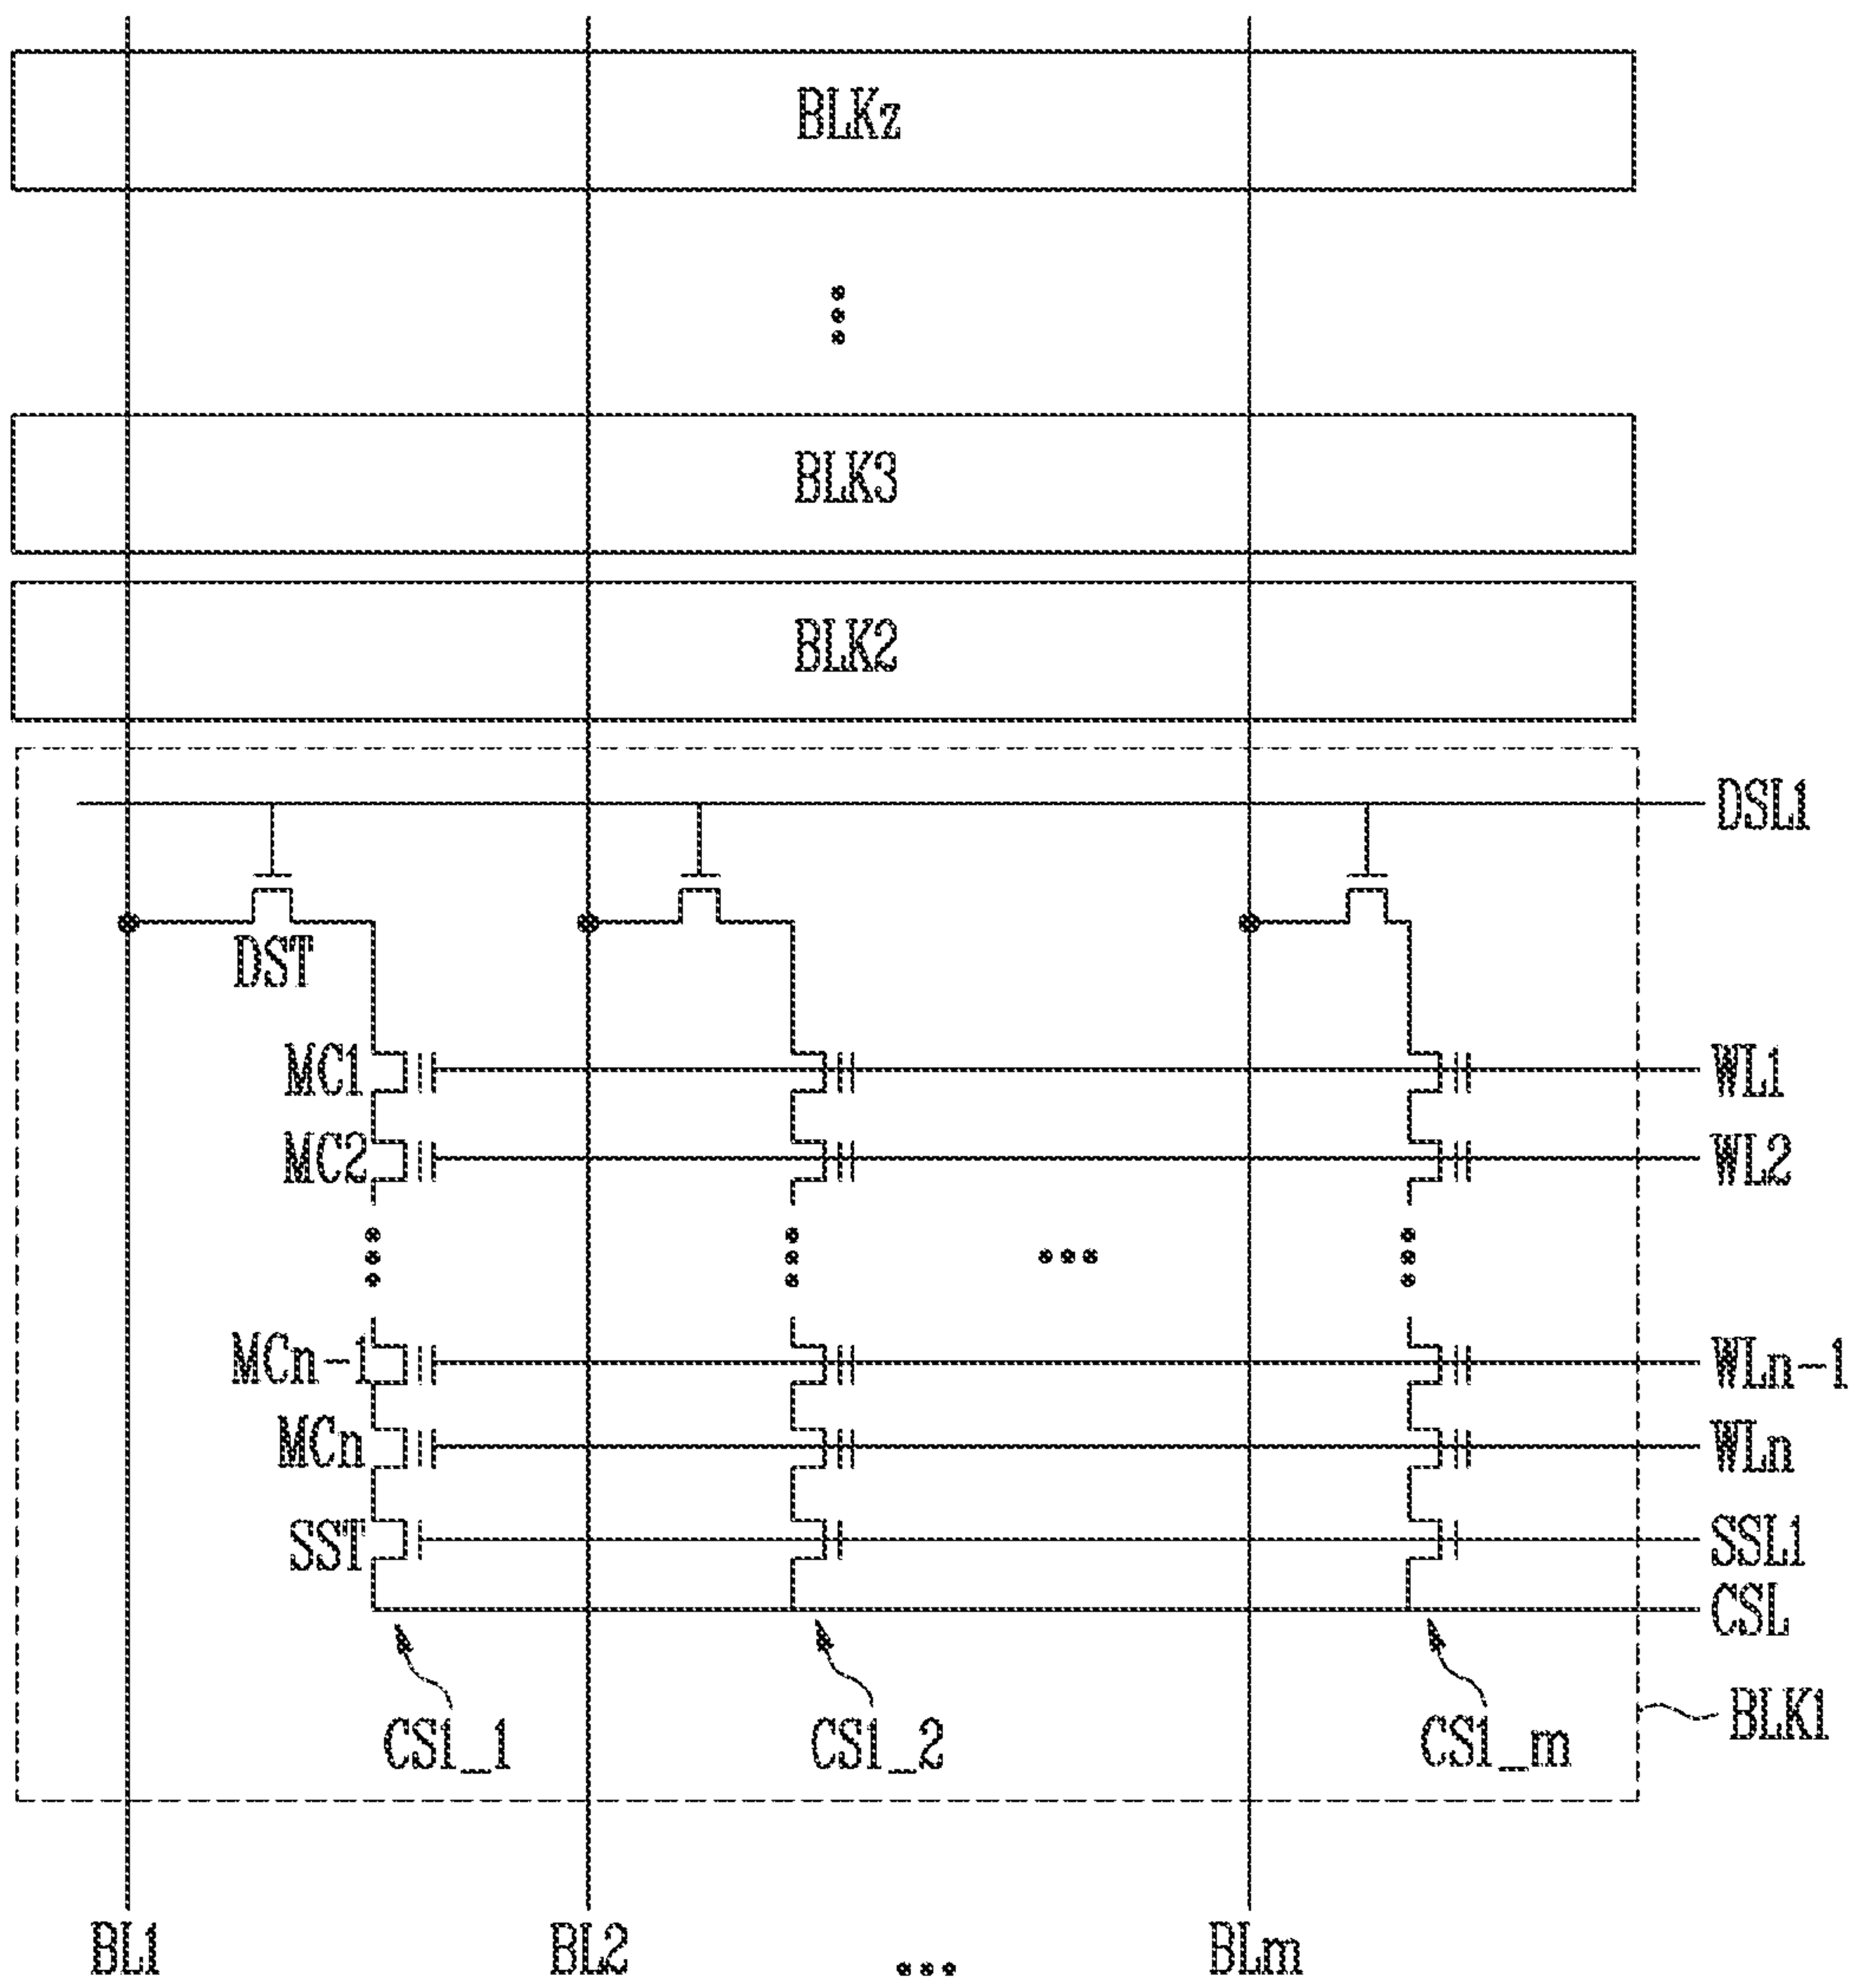 BLKz
BLK3
BLK2
DSL1
DST
MC1
WL1
MC2
WL2
MCn-1
WLn-1
MCn
WLn
SST
SSL1
CSL
BLK1
CS1_1
CS1_2
CS1_m
BL1
BL2
...
BLm